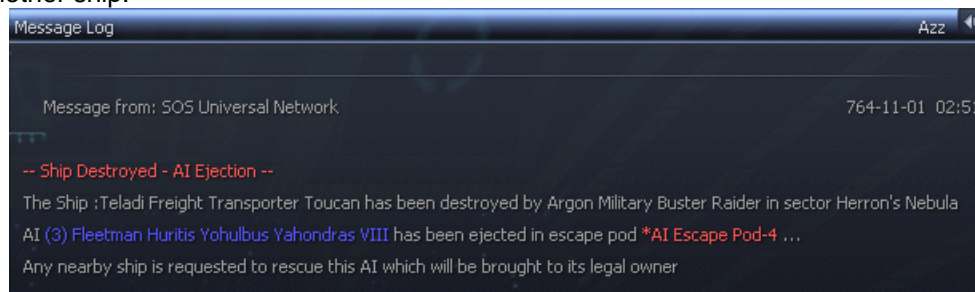 other ship.
Message Log Azz
Message from: SOS Universal Network 764-11-01 02:51
-- Ship Destroyed - AI Ejection --
The Ship :Teladi Freight Transporter Toucan has been destroyed by Argon Military Buster Raider in sector Herron's Nebula
AI (3) Fleetman Huritis Yohulbus Yahondras VIII has been ejected in escape pod *AI Escape Pod-4 ...
Any nearby ship is requested to rescue this AI which will be brought to its legal owner